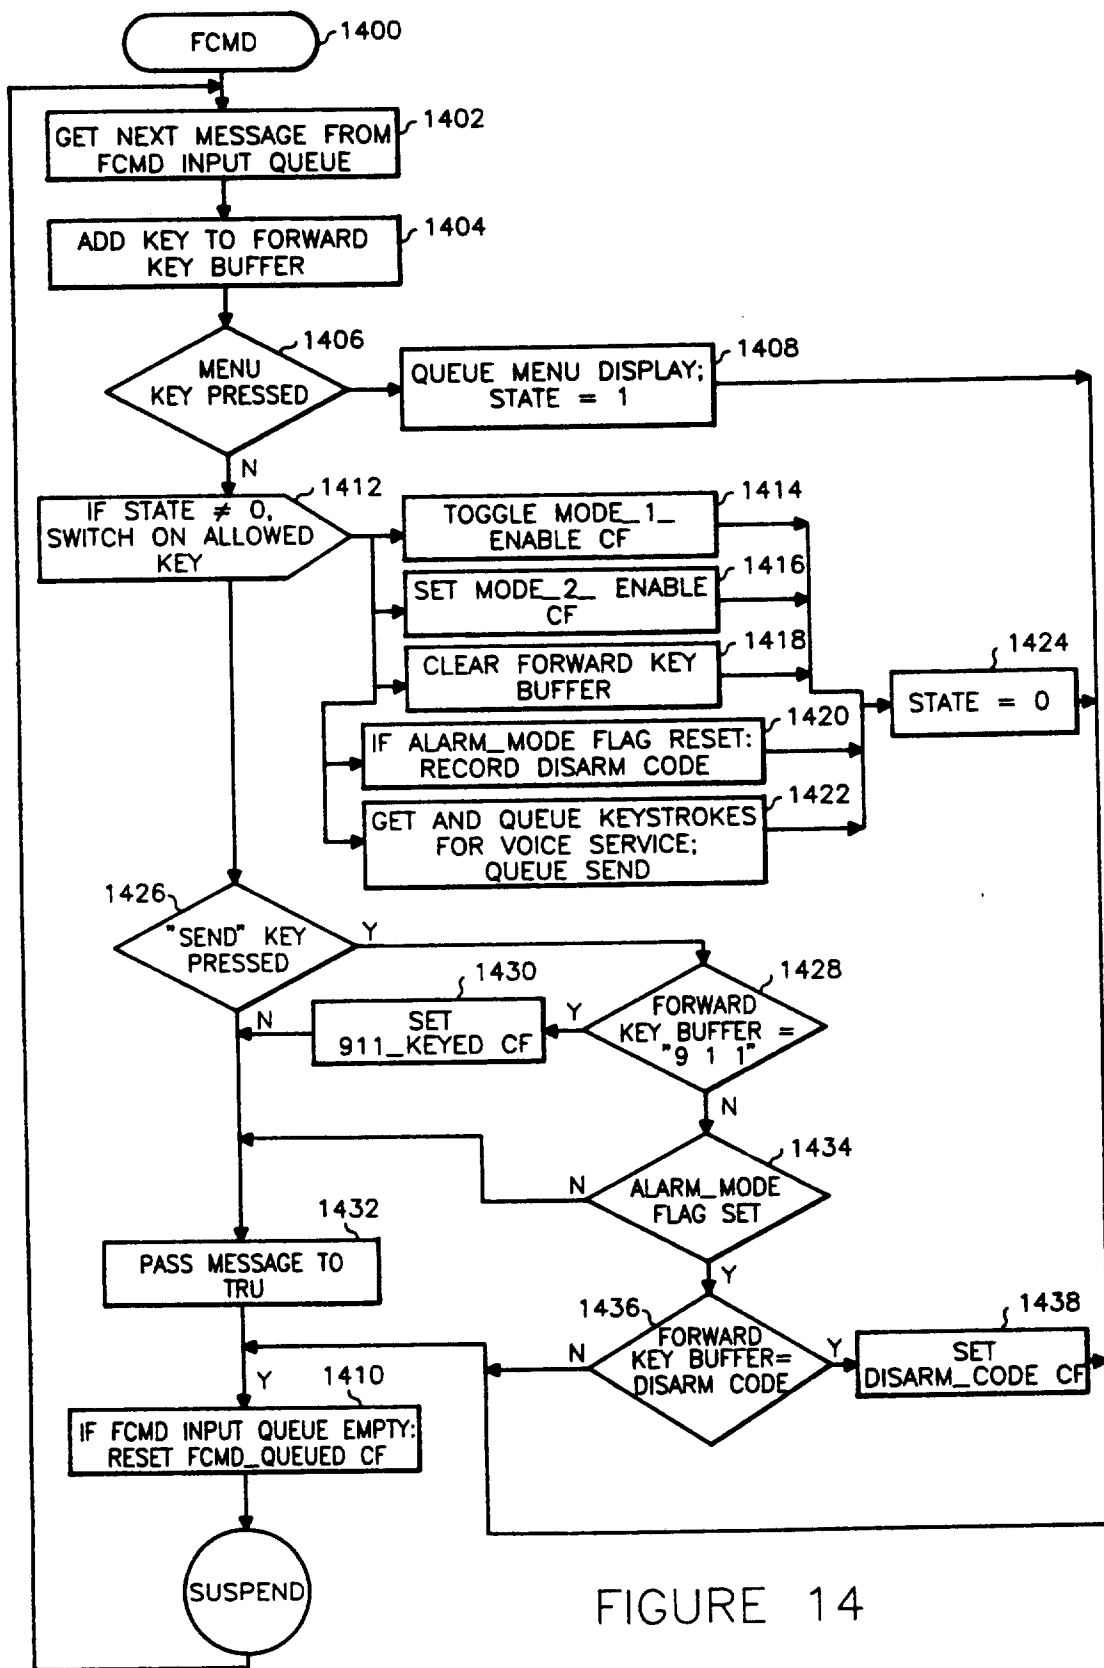 FCMD
1400
GET NEXT MESSAGE FROM
FCMD INPUT QUEUE
1402
ADD KEY TO FORWARD
KEY BUFFER
1404
MENU
KEY PRESSED
1406
N
QUEUE MENU DISPLAY;
STATE = 1
1408
IF STATE ≠ 0,
SWITCH ON ALLOWED
KEY
1412
TOGGLE MODE_1_
ENABLE CF
1414
SET MODE_2_ ENABLE
CF
1416
CLEAR FORWARD KEY
BUFFER
1418
IF ALARM_MODE FLAG RESET:
RECORD DISARM CODE
1420
GET AND QUEUE KEYSTROKES
FOR VOICE SERVICE;
QUEUE SEND
1422
STATE = 0
1424
1426
"SEND" KEY
PRESSED
Y
N
FORWARD
KEY BUFFER =
"9 1 1"
1428
Y
N
SET
911_KEYED CF
1430
ALARM_MODE
FLAG SET
1434
N
Y
PASS MESSAGE TO
TRU
1432
1436
FORWARD
KEY BUFFER=
DISARM CODE
N
Y
SET
DISARM_CODE CF
1438
Y
IF FCMD INPUT QUEUE EMPTY:
RESET FCMD_QUEUED CF
1410
SUSPEND
FIGURE 14